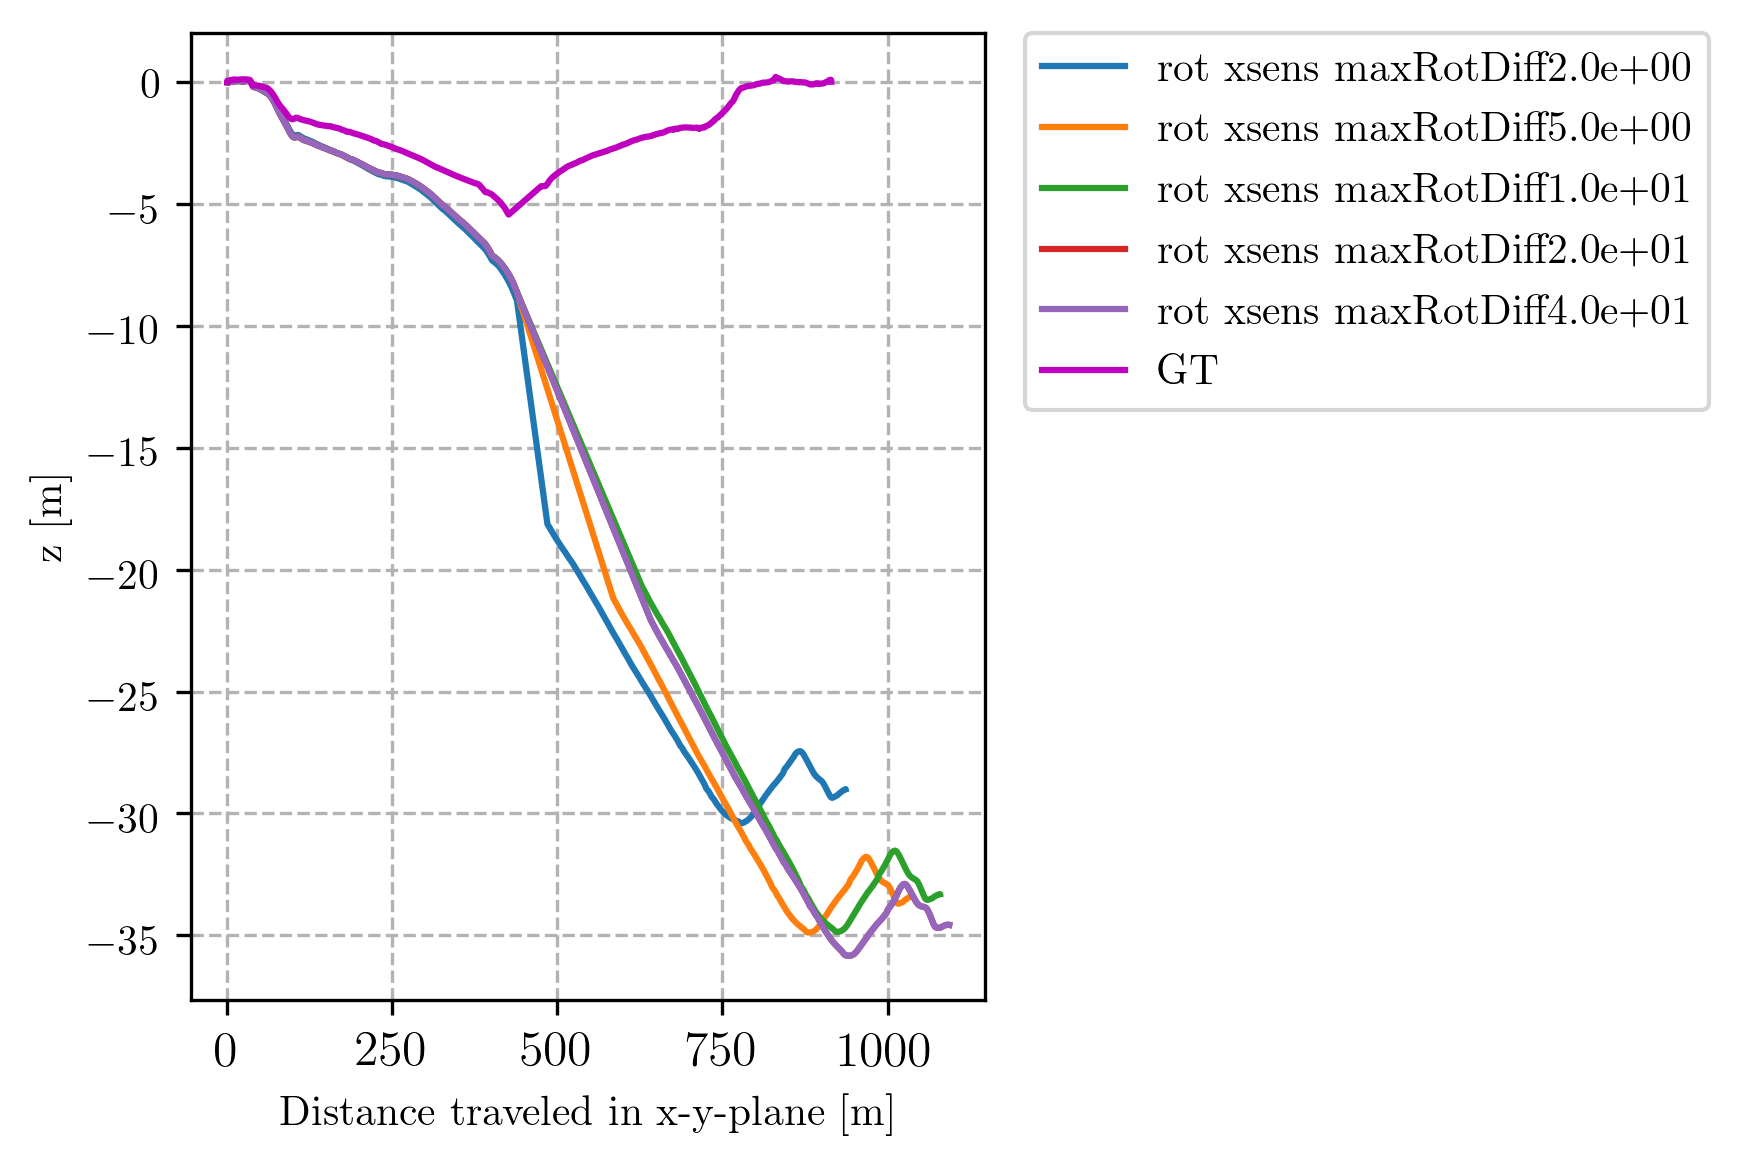 0
−5
−10
−15
−20
−25
−30
−35
z [m]
0 250 500 750 1000
Distance traveled in x-y-plane [m]
rot xsens maxRotDiff2.0e+00
rot xsens maxRotDiff5.0e+00
rot xsens maxRotDiff1.0e+01
rot xsens maxRotDiff2.0e+01
rot xsens maxRotDiff4.0e+01
GT